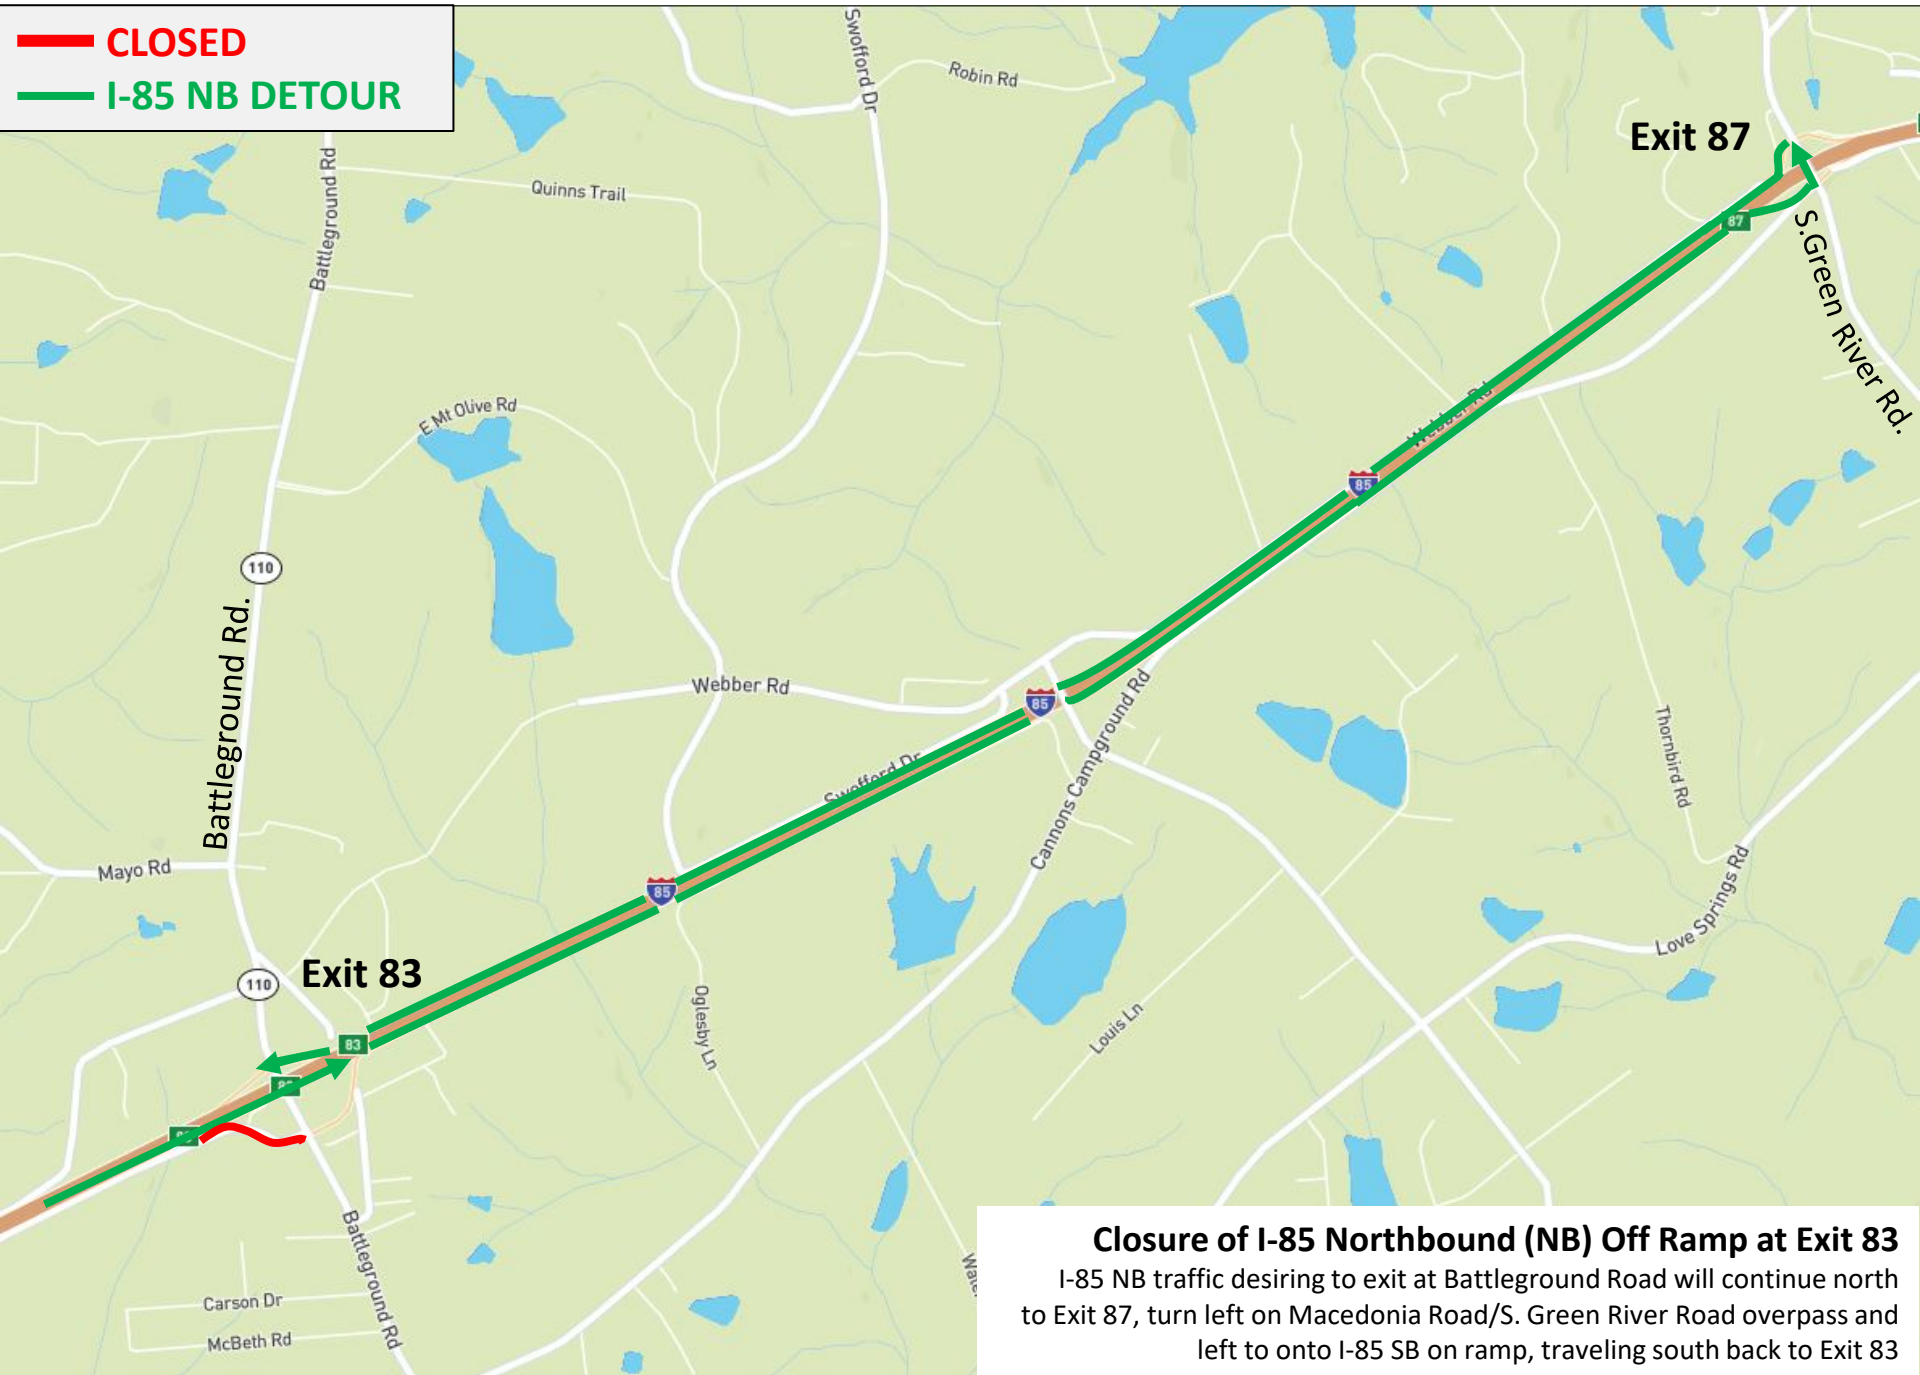 CLOSED
I-85 NB DETOUR
Swofford Dr
Robin Rd
Exit 87
87
Battleground Rd
Quinns Trail
S.Green River Rd.
E Mt Olive Rd
Webber Rd
85
110
Battleground Rd.
Webber Rd
85
Cannons Campground Rd
Thornbird Rd
Swofford Dr
Mayo Rd
85
Love Springs Rd
Exit 83
110
83
Oglesby Ln
Louis Ln
Battleground Rd
Carson Dr
McBeth Rd
Closure of I-85 Northbound (NB) Off Ramp at Exit 83
I-85 NB traffic desiring to exit at Battleground Road will continue north
to Exit 87, turn left on Macedonia Road/S. Green River Road overpass and
left to onto I-85 SB on ramp, traveling south back to Exit 83